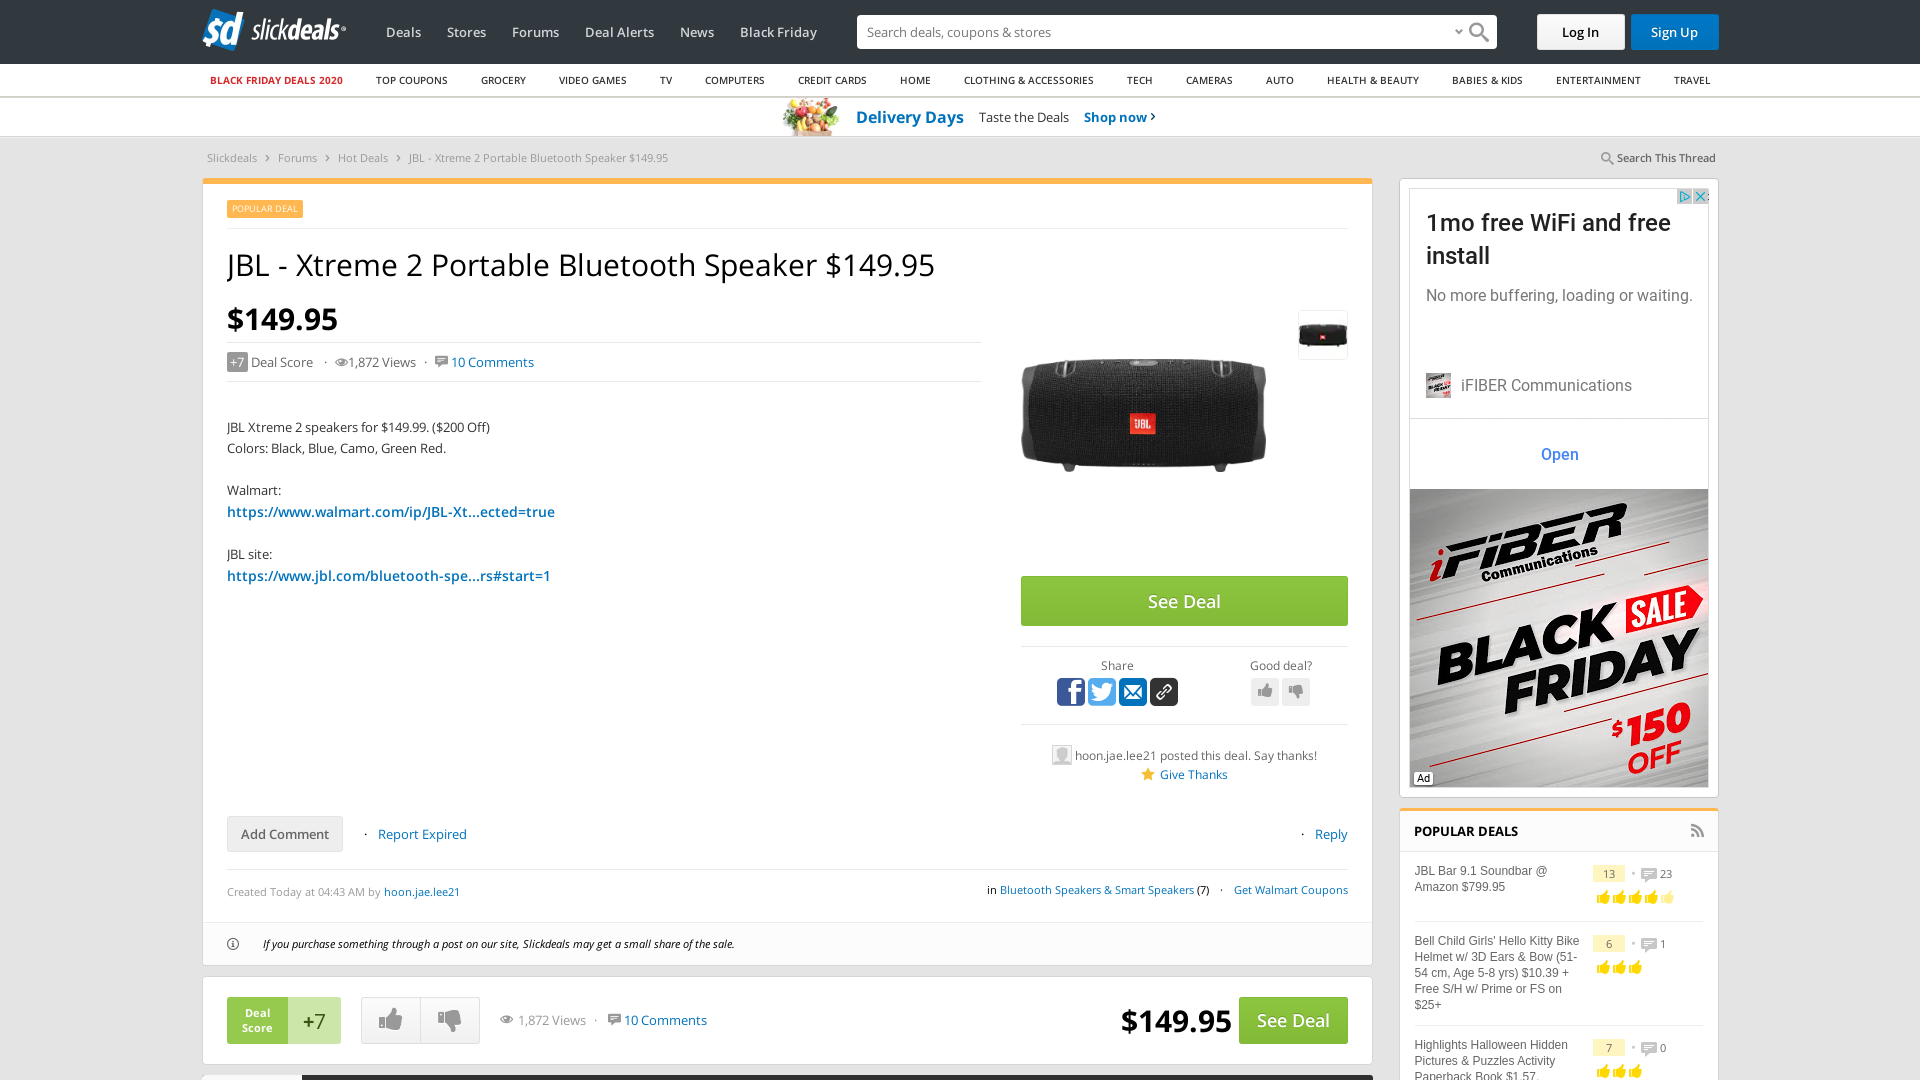 slickdeals
Deals
Stores
Forums
Deal Alerts
News
Black Friday
Search deals, coupons & stores
Log In
Sign Up
BLACK FRIDAY DEALS 2020
TOP COUPONS
GROCERY
VIDEO GAMES
TV
COMPUTERS
CREDIT CARDS
HOME
CLOTHING & ACCESSORIES
TECH
CAMERAS
AUTO
HEALTH & BEAUTY
BABIES & KIDS
ENTERTAINMENT
TRAVEL
Delivery Days Taste the Deals Shop now ›
Slickdeals › Forums › Hot Deals › JBL - Xtreme 2 Portable Bluetooth Speaker $149.95
Search This Thread
POPULAR DEAL
JBL - Xtreme 2 Portable Bluetooth Speaker $149.95
$149.95
+7 Deal Score · 1,872 Views · 10 Comments
JBL Xtreme 2 speakers for $149.99. ($200 Off)
Colors: Black, Blue, Camo, Green Red.
Walmart:
https://www.walmart.com/ip/JBL-Xt...ected=true
JBL site:
https://www.jbl.com/bluetooth-spe...rs#start=1
JBL
See Deal
Share
Good deal?
hoon.jae.lee21 posted this deal. Say thanks!
Give Thanks
Add Comment · Report Expired
· Reply
Created Today at 04:43 AM by hoon.jae.lee21
in Bluetooth Speakers & Smart Speakers (7) · Get Walmart Coupons
If you purchase something through a post on our site, Slickdeals may get a small share of the sale.
Deal
Score
+7
1,872 Views · 10 Comments
$149.95
See Deal
1mo free WiFi and free
install
No more buffering, loading or waiting.
iFIBER Communications
Open
iFIBER
Communications
BLACK SALE
FRIDAY
$150
OFF
Ad
POPULAR DEALS
JBL Bar 9.1 Soundbar @
Amazon $799.95
13 · 23
Bell Child Girls' Hello Kitty Bike
Helmet w/ 3D Ears & Bow (51-
54 cm, Age 5-8 yrs) $10.39 +
Free S/H w/ Prime or FS on
$25+
6 · 1
Highlights Halloween Hidden
Pictures & Puzzles Activity
Paperback Book $1.57,
7 · 0